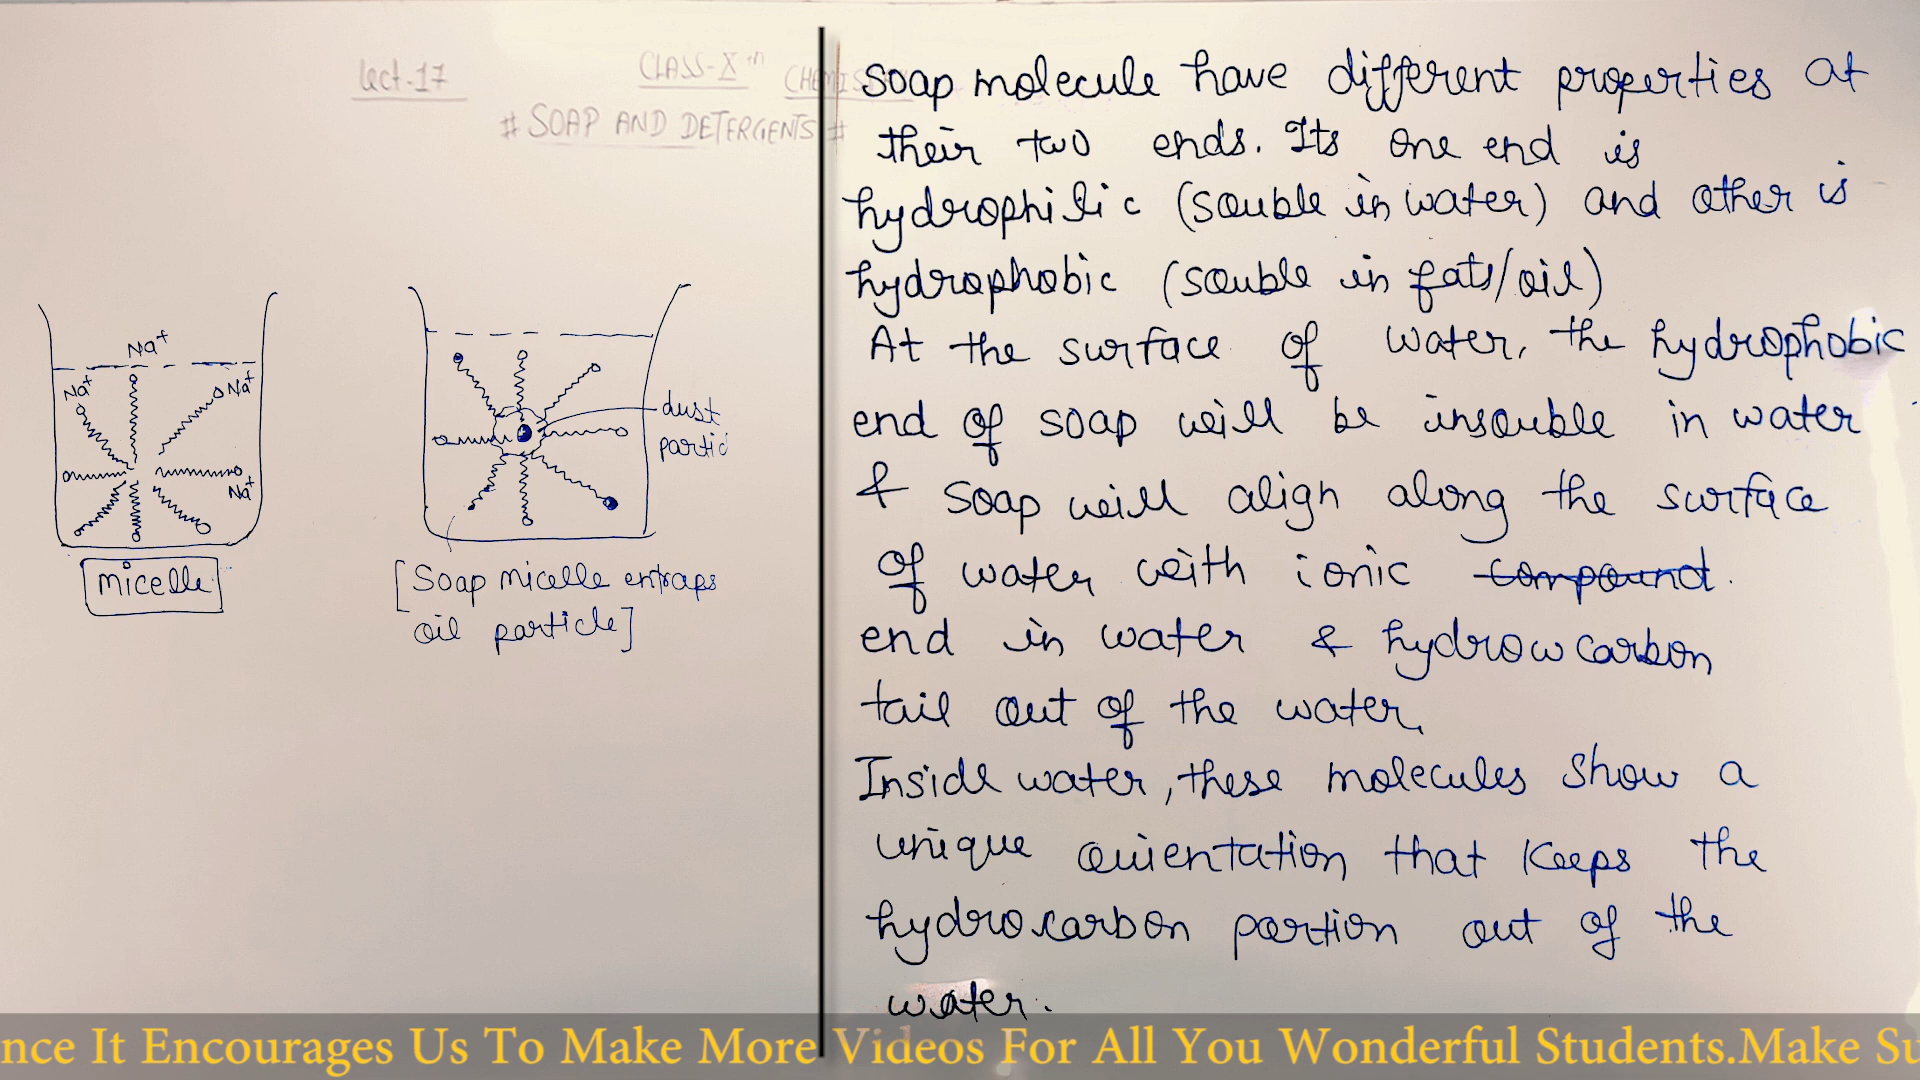 Lect-17
CLASS-Xth CHEMIS
# SOAP AND DETERGENTS #
Na+
Na+
Na+
Na+
micelle
dust
partic
[Soap micelle entraps
oil particle]
Soap molecule have different properties at
their two ends. Its one end is
hydrophilic (souble in water) and other is
hydrophobic (souble in fats/oil)
At the surface of water, the hydrophobic
end of soap will be insouble in water
& soap will align along the surface
of water with ionic compound.
end in water & hydrowcarbon
tail out of the water.
Inside water, these molecules show a
unique orientation that keeps the
hydrocarbon portion out of the
water.
nce It Encourages Us To Make More Videos For All You Wonderful Students.Make Su